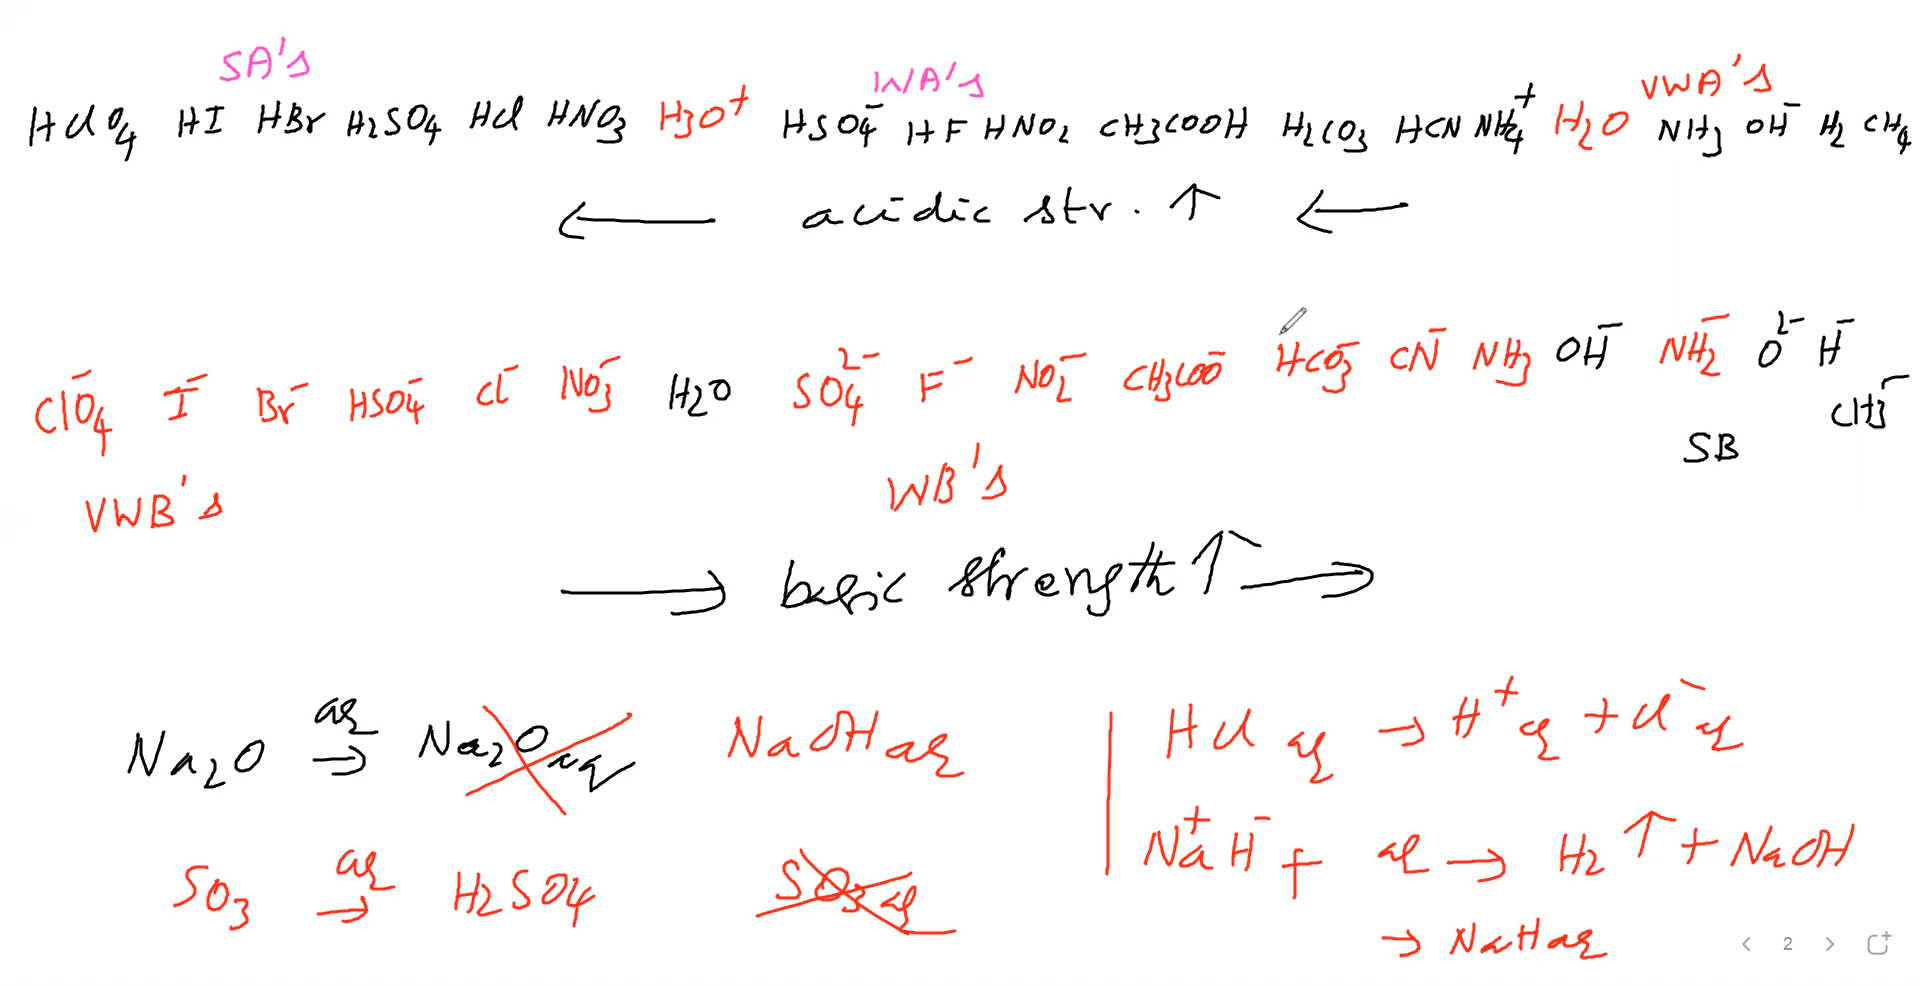 SA's WA's VWA's
HClO4 HI HBr H2SO4 HCl HNO3 H3O+ HSO4- HF HNO2 CH3COOH H2CO3 HCN NH4+ H2O NH3 OH- H2 CH4
← acidic str. ↑ ←
ClO4- I- Br- HSO4- Cl- NO3- H2O SO4 2- F- NO2- CH3COO- HCO3- CN- NH3 OH- NH2- O2- H-
CH3-
SB
VWB's WB's
→ basic strength ↑ →
Na2O aq→ Na2O aq NaOH aq
SO3 aq→ H2SO4 SO3 aq
HCl aq → H+ aq + Cl- aq
Na+ H- + aq → H2 ↑ + NaOH
→ NaH aq
2